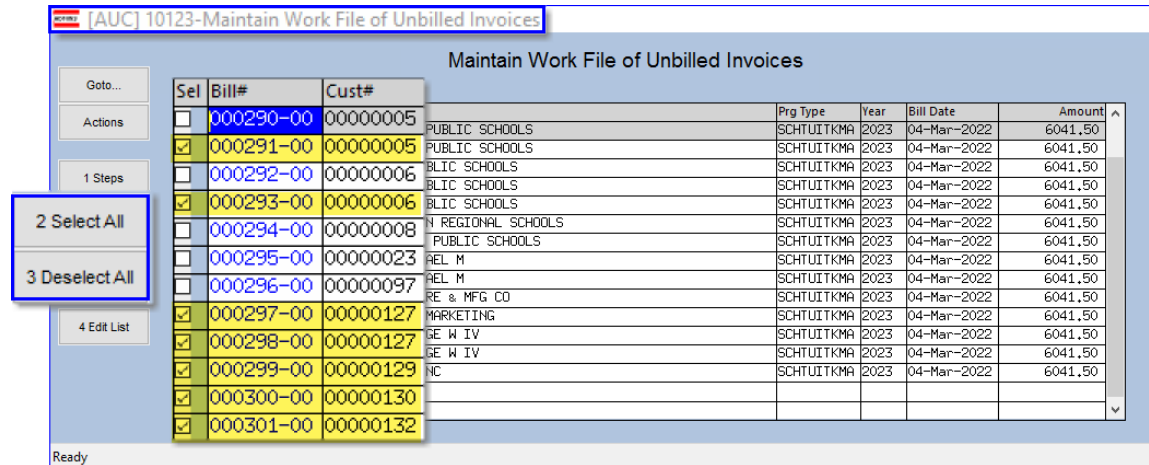 [AUC] 10123-Maintain Work File of Unbilled Invoices
Maintain Work File of Unbilled Invoices
Goto...
Actions
1 Steps
2 Select All
3 Deselect All
4 Edit List
Sel Bill# Cust#
000290-00 00000005
000291-00 00000005
000292-00 00000006
000293-00 00000006
000294-00 00000008
000295-00 00000023
000296-00 00000097
000297-00 00000127
000298-00 00000127
000299-00 00000129
000300-00 00000130
000301-00 00000132
Prg Type Year Bill Date Amount
PUBLIC SCHOOLS SCHTUITKMA 2023 04-Mar-2022 6041.50
PUBLIC SCHOOLS SCHTUITKMA 2023 04-Mar-2022 6041.50
BLIC SCHOOLS SCHTUITKMA 2023 04-Mar-2022 6041.50
BLIC SCHOOLS SCHTUITKMA 2023 04-Mar-2022 6041.50
BLIC SCHOOLS SCHTUITKMA 2023 04-Mar-2022 6041.50
N REGIONAL SCHOOLS SCHTUITKMA 2023 04-Mar-2022 6041.50
PUBLIC SCHOOLS SCHTUITKMA 2023 04-Mar-2022 6041.50
AEL M SCHTUITKMA 2023 04-Mar-2022 6041.50
AEL M SCHTUITKMA 2023 04-Mar-2022 6041.50
RE & MFG CO SCHTUITKMA 2023 04-Mar-2022 6041.50
MARKETING SCHTUITKMA 2023 04-Mar-2022 6041.50
GE W IV SCHTUITKMA 2023 04-Mar-2022 6041.50
GE W IV SCHTUITKMA 2023 04-Mar-2022 6041.50
NC SCHTUITKMA 2023 04-Mar-2022 6041.50
Ready